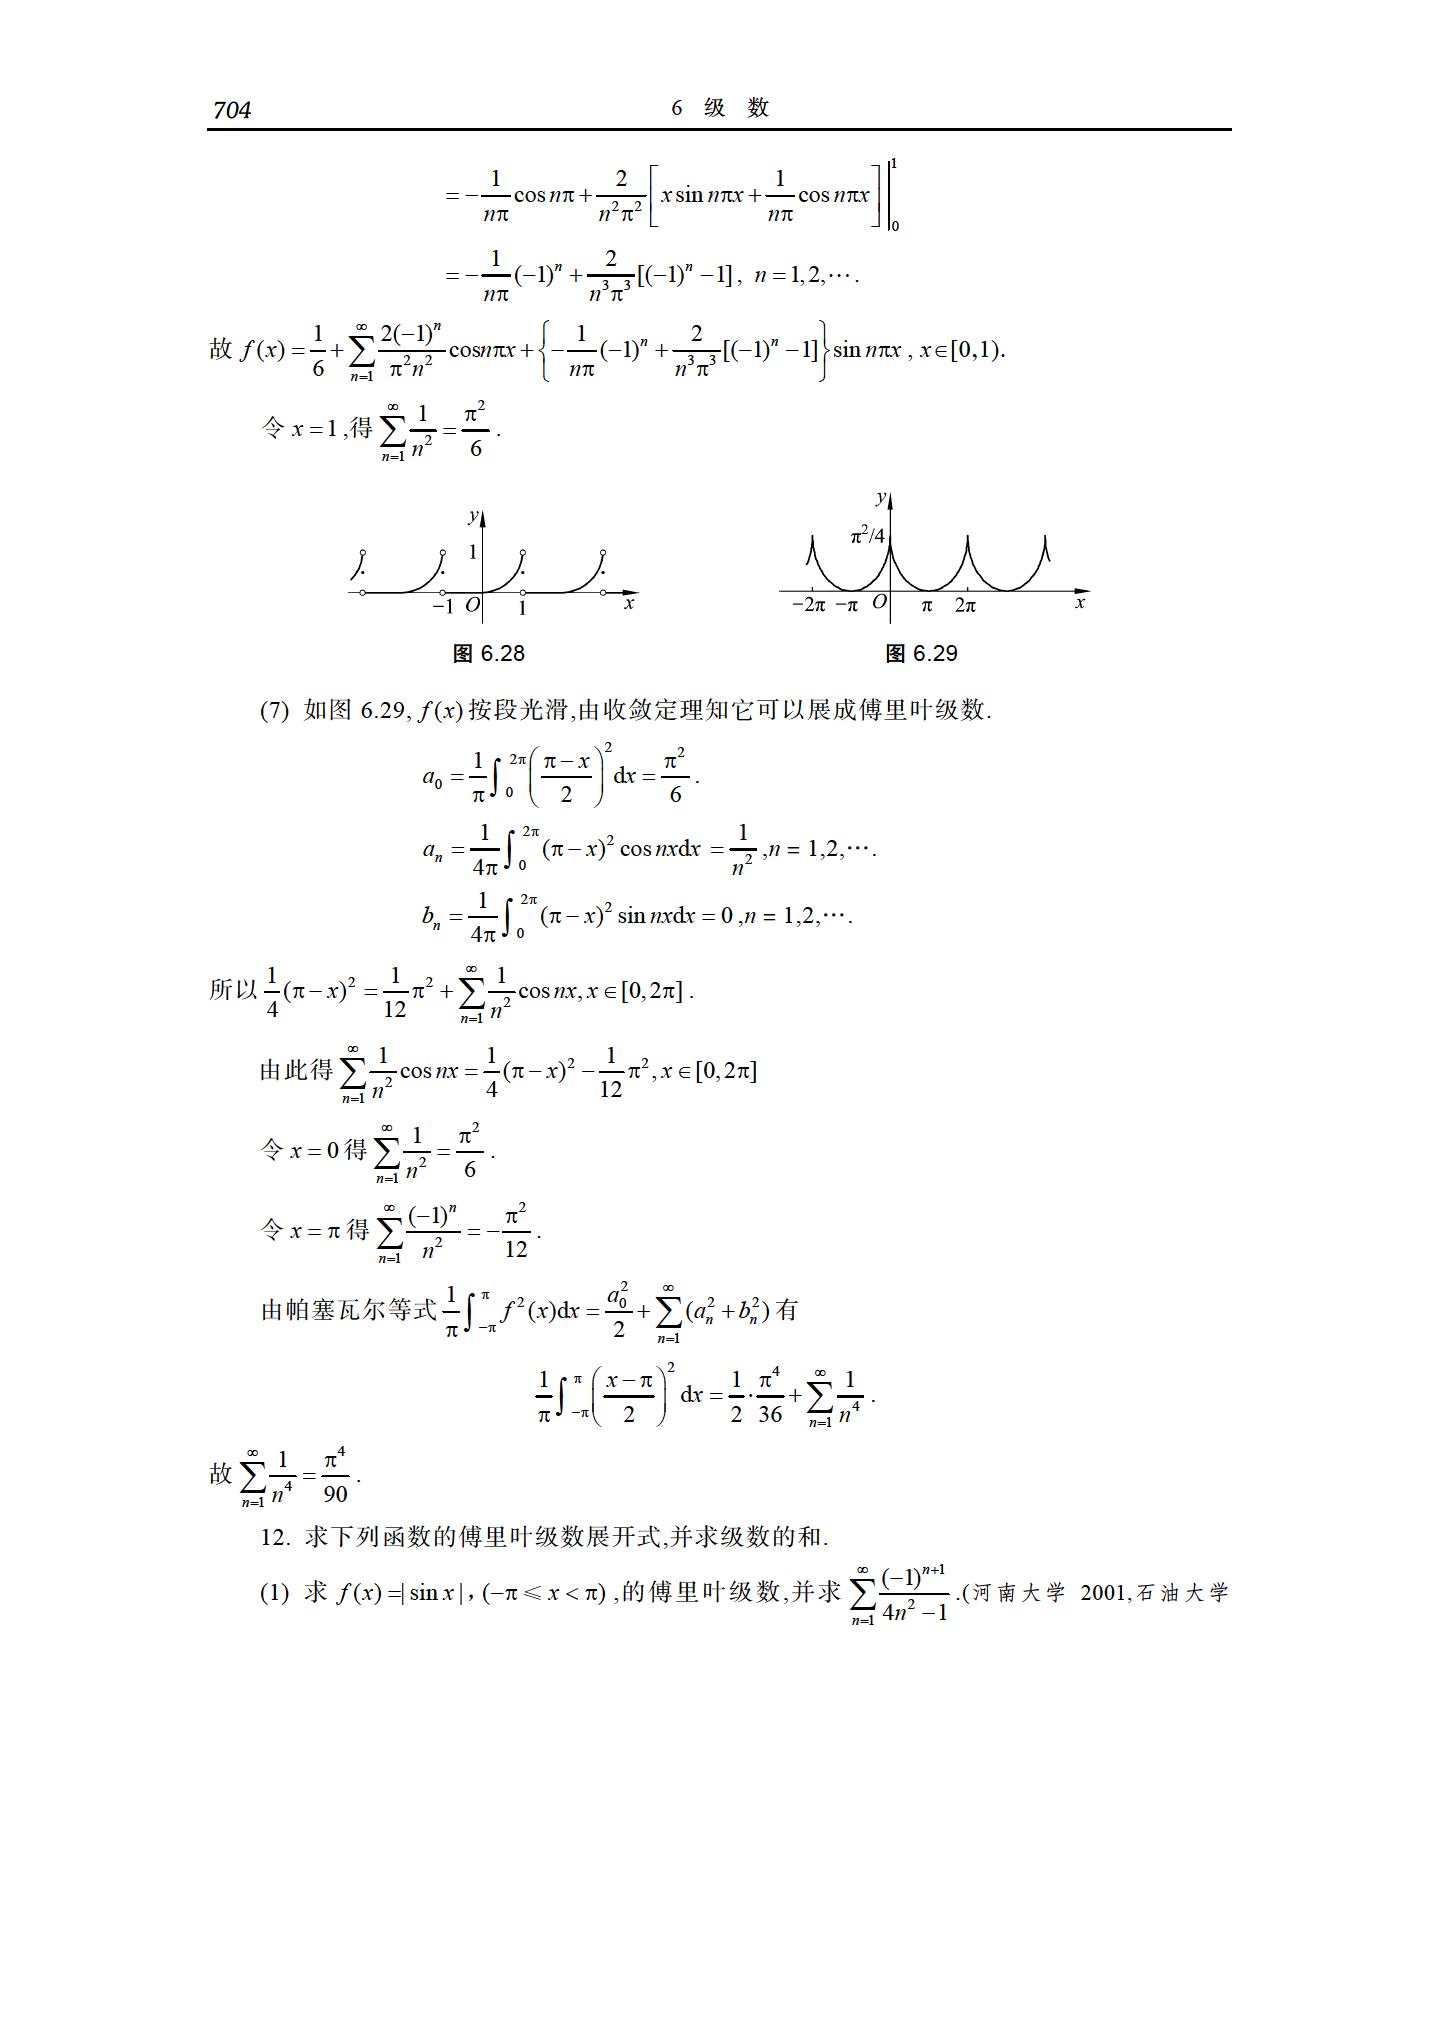 704 6 级 数
$= -\frac{1}{n\pi}\cos n\pi + \frac{2}{n^2\pi^2}\left[ x\sin n\pi x + \frac{1}{n\pi}\cos n\pi x \right]\Big|_0^1$
$= -\frac{1}{n\pi}(-1)^n + \frac{2}{n^3\pi^3}[(-1)^n - 1], \ n = 1,2,\cdots.$
故 $f(x) = \frac{1}{6} + \sum_{n=1}^{\infty} \frac{2(-1)^n}{\pi^2 n^2}\cos n\pi x + \left\{ -\frac{1}{n\pi}(-1)^n + \frac{2}{n^3\pi^3}[(-1)^n - 1] \right\}\sin n\pi x, \ x \in [0,1).$
令 $x = 1$,得 $\sum_{n=1}^{\infty} \frac{1}{n^2} = \frac{\pi^2}{6}.$
y 1 −1 O 1 x
y π²/4 −2π −π O π 2π x
图 6.28 图 6.29
(7) 如图 6.29, $f(x)$ 按段光滑,由收敛定理知它可以展成傅里叶级数.
$a_0 = \frac{1}{\pi}\int_0^{2\pi} \left( \frac{\pi - x}{2} \right)^2 \mathrm{d}x = \frac{\pi^2}{6}.$
$a_n = \frac{1}{4\pi}\int_0^{2\pi} (\pi - x)^2 \cos nx\mathrm{d}x = \frac{1}{n^2}, n = 1,2,\cdots.$
$b_n = \frac{1}{4\pi}\int_0^{2\pi} (\pi - x)^2 \sin nx\mathrm{d}x = 0, n = 1,2,\cdots.$
所以 $\frac{1}{4}(\pi - x)^2 = \frac{1}{12}\pi^2 + \sum_{n=1}^{\infty} \frac{1}{n^2}\cos nx, x \in [0, 2\pi].$
由此得 $\sum_{n=1}^{\infty} \frac{1}{n^2}\cos nx = \frac{1}{4}(\pi - x)^2 - \frac{1}{12}\pi^2, x \in [0, 2\pi]$
令 $x = 0$ 得 $\sum_{n=1}^{\infty} \frac{1}{n^2} = \frac{\pi^2}{6}.$
令 $x = \pi$ 得 $\sum_{n=1}^{\infty} \frac{(-1)^n}{n^2} = -\frac{\pi^2}{12}.$
由帕塞瓦尔等式 $\frac{1}{\pi}\int_{-\pi}^{\pi} f^2(x)\mathrm{d}x = \frac{a_0^2}{2} + \sum_{n=1}^{\infty} (a_n^2 + b_n^2)$ 有
$\frac{1}{\pi}\int_{-\pi}^{\pi} \left( \frac{x - \pi}{2} \right)^2 \mathrm{d}x = \frac{1}{2} \cdot \frac{\pi^4}{36} + \sum_{n=1}^{\infty} \frac{1}{n^4}.$
故 $\sum_{n=1}^{\infty} \frac{1}{n^4} = \frac{\pi^4}{90}.$
12. 求下列函数的傅里叶级数展开式,并求级数的和.
(1) 求 $f(x) = |\sin x|$，$(-\pi \leqslant x < \pi)$ ,的傅里叶级数,并求 $\sum_{n=1}^{\infty} \frac{(-1)^{n+1}}{4n^2 - 1}$.(河南大学 2001,石油大学